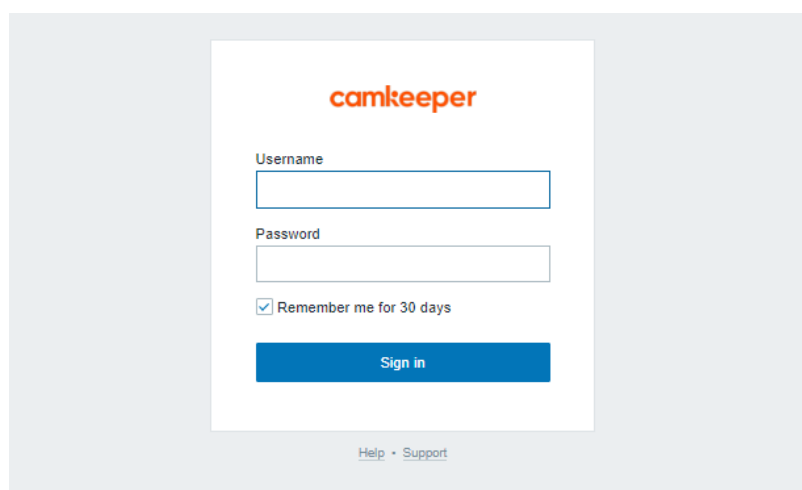 camkeeper
Username
Password
Remember me for 30 days
Sign in
Help • Support